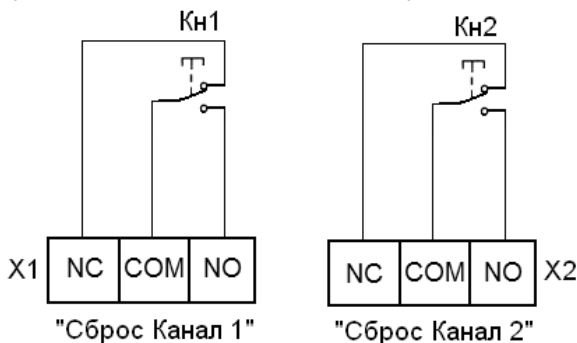 Кн1
Кн2
X1 NC COM NO
NC COM NO X2
"Сброс Канал 1"
"Сброс Канал 2"